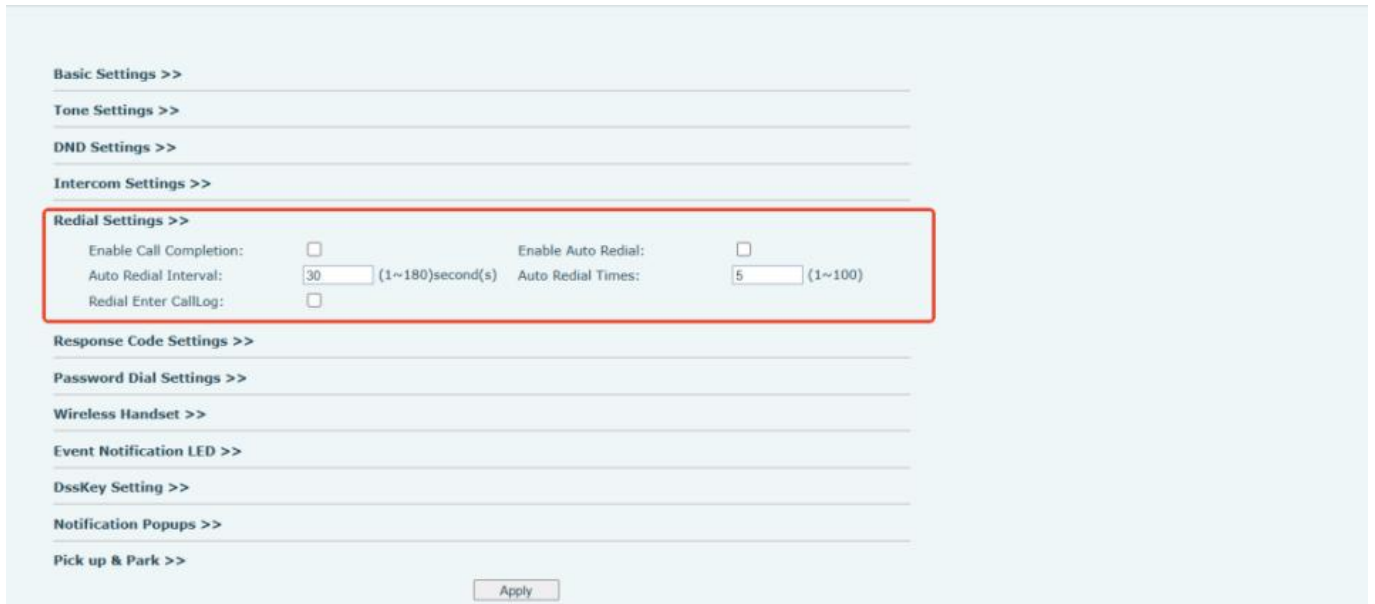 Basic Settings >>
Tone Settings >>
DND Settings >>
Intercom Settings >>
Redial Settings >>
Enable Call Completion: Enable Auto Redial:
Auto Redial Interval: 30 (1~180)second(s) Auto Redial Times: 5 (1~100)
Redial Enter CallLog:
Response Code Settings >>
Password Dial Settings >>
Wireless Handset >>
Event Notification LED >>
DssKey Setting >>
Notification Popups >>
Pick up & Park >>
Apply